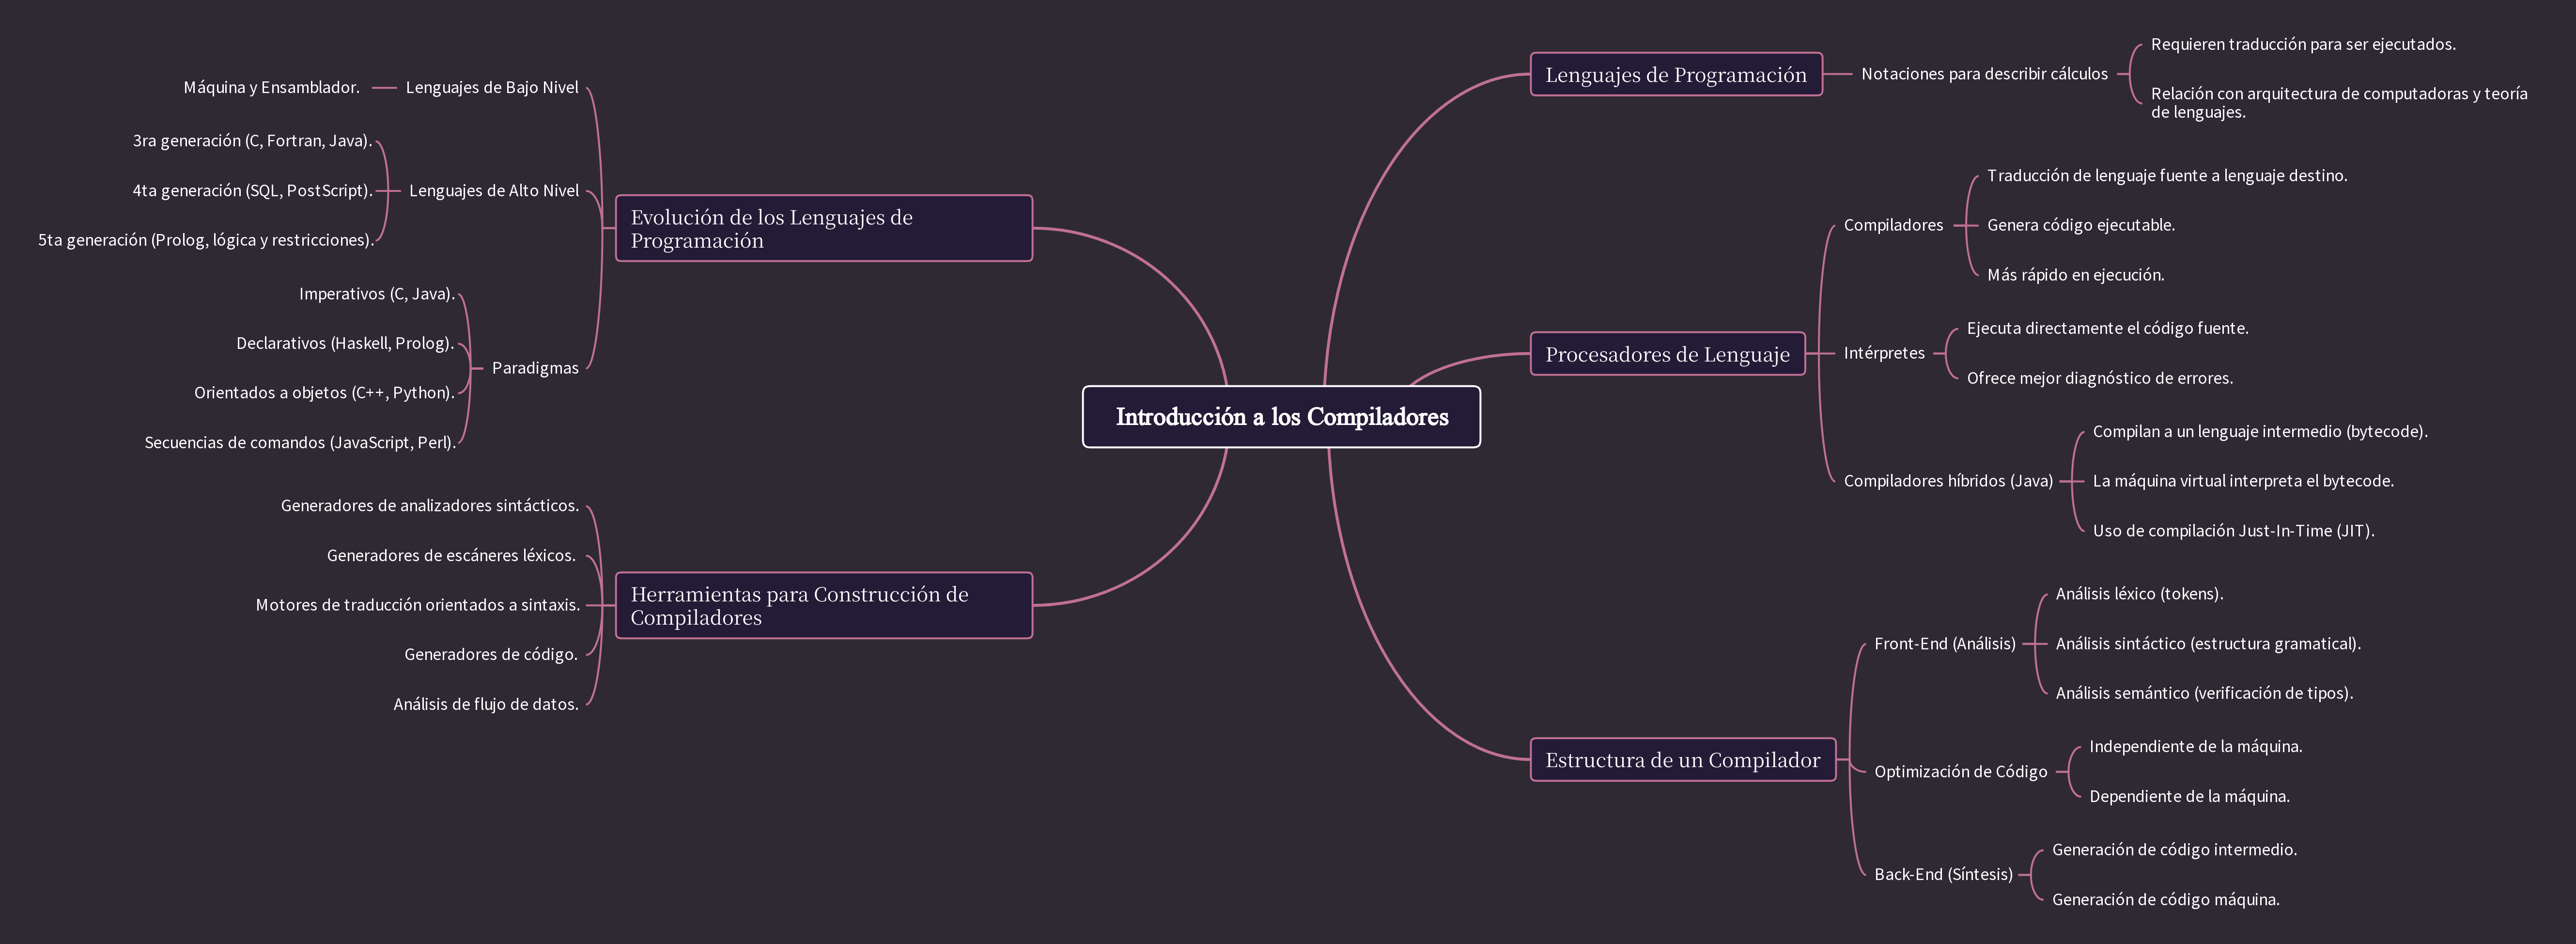 Introducción a los Compiladores
Lenguajes de Programación
Notaciones para describir cálculos
Requieren traducción para ser ejecutados.
Relación con arquitectura de computadoras y teoría
de lenguajes.
Procesadores de Lenguaje
Compiladores
Traducción de lenguaje fuente a lenguaje destino.
Genera código ejecutable.
Más rápido en ejecución.
Intérpretes
Ejecuta directamente el código fuente.
Ofrece mejor diagnóstico de errores.
Compiladores híbridos (Java)
Compilan a un lenguaje intermedio (bytecode).
La máquina virtual interpreta el bytecode.
Uso de compilación Just-In-Time (JIT).
Estructura de un Compilador
Front-End (Análisis)
Análisis léxico (tokens).
Análisis sintáctico (estructura gramatical).
Análisis semántico (verificación de tipos).
Optimización de Código
Independiente de la máquina.
Dependiente de la máquina.
Back-End (Síntesis)
Generación de código intermedio.
Generación de código máquina.
Evolución de los Lenguajes de
Programación
Lenguajes de Bajo Nivel
Máquina y Ensamblador.
Lenguajes de Alto Nivel
3ra generación (C, Fortran, Java).
4ta generación (SQL, PostScript).
5ta generación (Prolog, lógica y restricciones).
Paradigmas
Imperativos (C, Java).
Declarativos (Haskell, Prolog).
Orientados a objetos (C++, Python).
Secuencias de comandos (JavaScript, Perl).
Herramientas para Construcción de
Compiladores
Generadores de analizadores sintácticos.
Generadores de escáneres léxicos.
Motores de traducción orientados a sintaxis.
Generadores de código.
Análisis de flujo de datos.